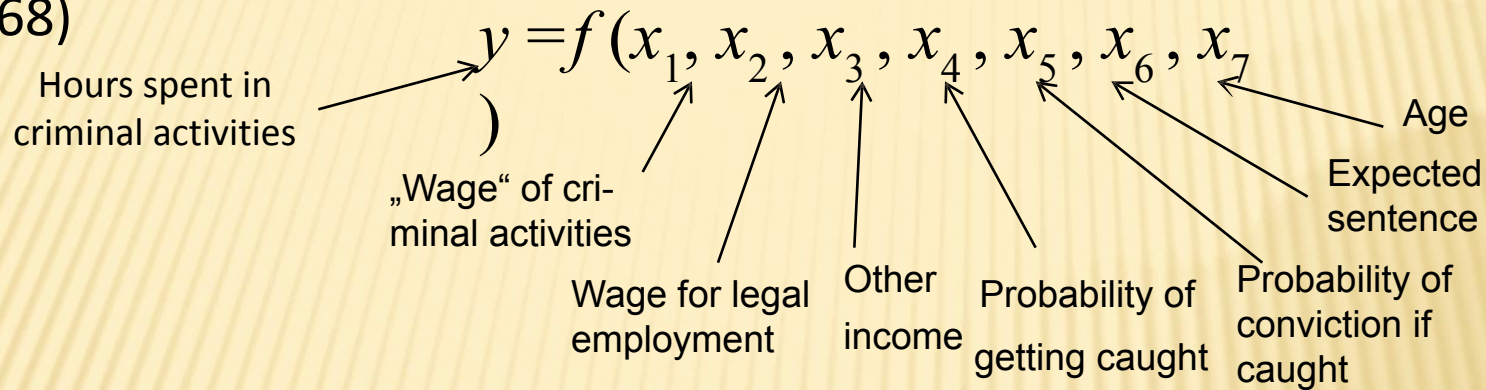 68)
y = f (x1, x2, x3, x4, x5, x6, x7
)
Hours spent in
criminal activities
„Wage“ of cri-
minal activities
Wage for legal
employment
Other
income
Probability of
getting caught
Probability of
conviction if
caught
Expected
sentence
Age